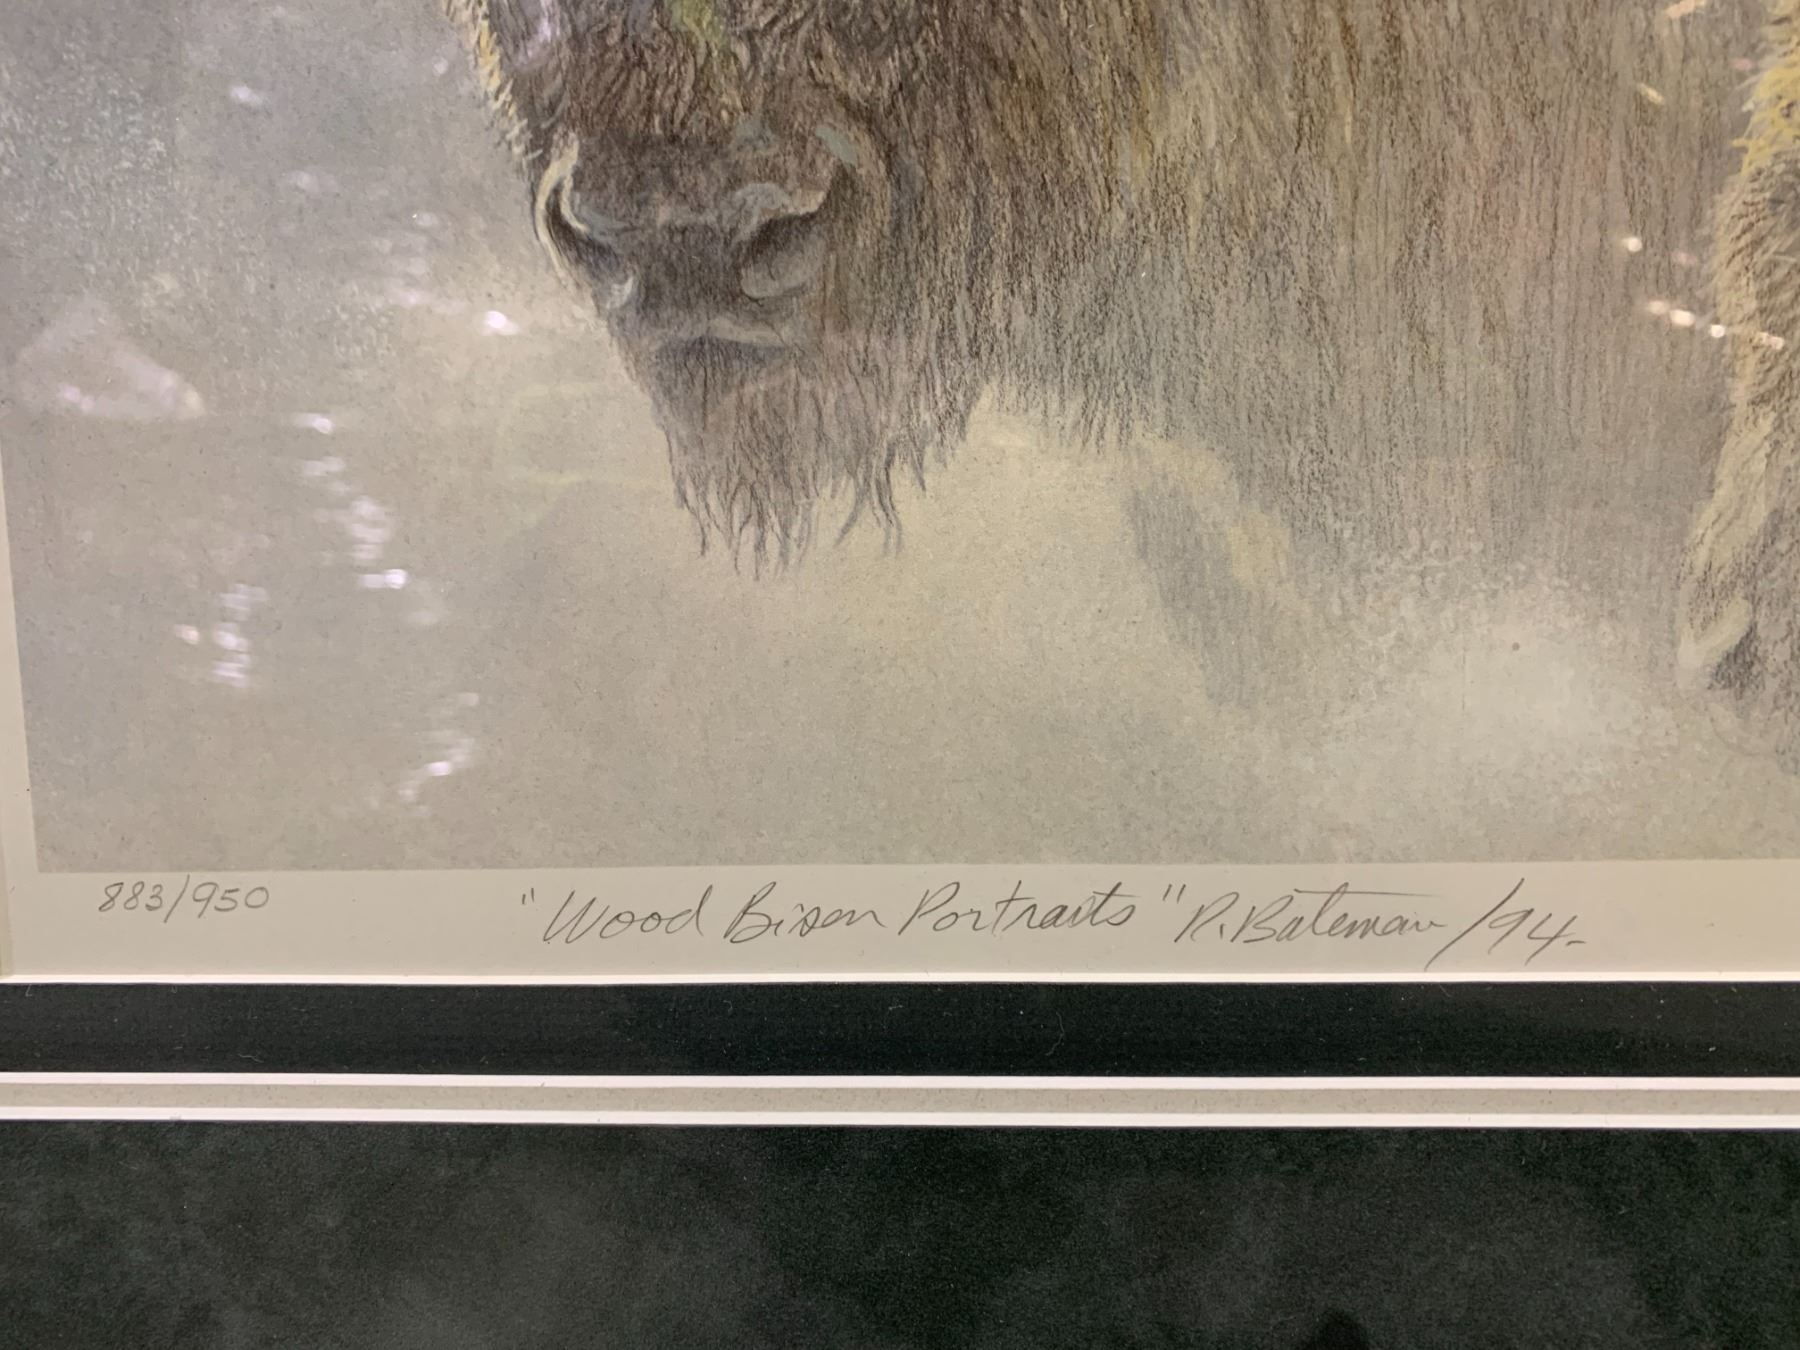 883/950 "Wood Bison Portraits" R. Bateman /94-